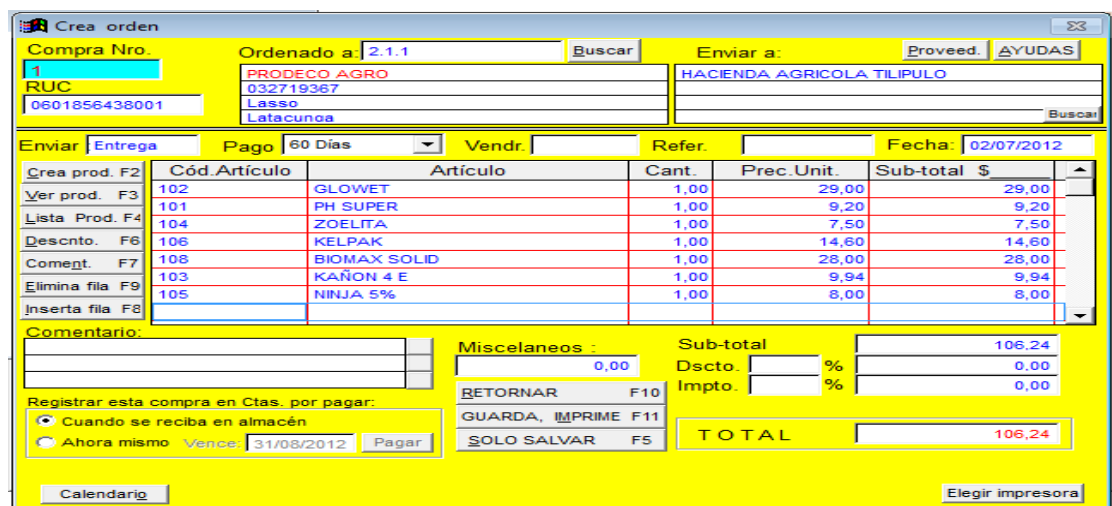 Crea orden
Compra Nro. Ordenado a: 2.1.1 Buscar Enviar a: Proveed. AYUDAS
1 PRODECO AGRO HACIENDA AGRICOLA TILIPULO
RUC 032719367
0601856438001 Lasso
Latacunga Buscar
Enviar : Entrega Pago 60 Días Vendr. Refer. Fecha: 02/07/2012
Crea prod. F2 Cód.Artículo Artículo Cant. Prec.Unit. Sub-total $
Ver prod. F3 102 GLOWET 1,00 29,00 29,00
101 PH SUPER 1,00 9,20 9,20
Lista Prod. F4 104 ZOELITA 1,00 7,50 7,50
Descnto. F6 106 KELPAK 1,00 14,60 14,60
Coment. F7 108 BIOMAX SOLID 1,00 28,00 28,00
Elimina fila F9 103 KAÑON 4 E 1,00 9,94 9,94
105 NINJA 5% 1,00 8,00 8,00
Inserta fila F8
Comentario: Miscelaneos : Sub-total 106,24
0,00 Dscto. % 0,00
RETORNAR F10 Impto. % 0,00
Registrar esta compra en Ctas. por pagar:
Cuando se reciba en almacén GUARDA, IMPRIME F11
Ahora mismo Vence: 31/08/2012 Pagar SOLO SALVAR F5 TOTAL 106,24
Calendario Elegir impresora